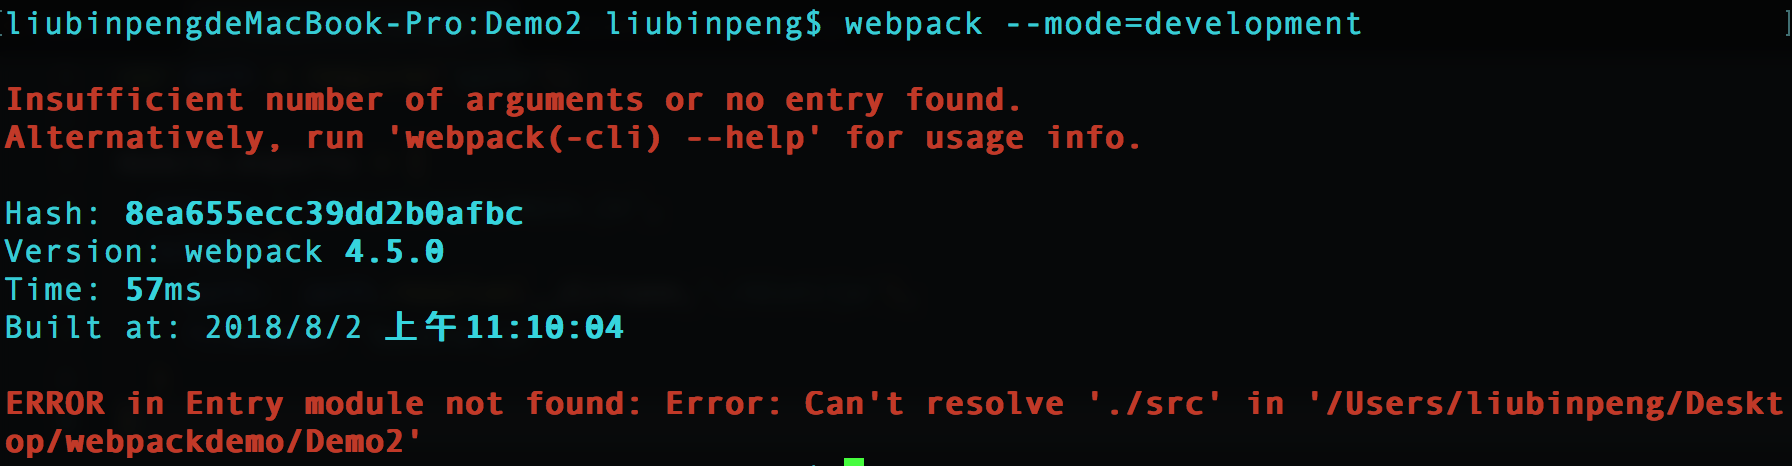 [liubinpengdeMacBook-Pro:Demo2 liubinpeng$ webpack --mode=development ]
Insufficient number of arguments or no entry found.
Alternatively, run 'webpack(-cli) --help' for usage info.
Hash: 8ea655ecc39dd2b0afbc
Version: webpack 4.5.0
Time: 57ms
Built at: 2018/8/2 上午11:10:04
ERROR in Entry module not found: Error: Can't resolve './src' in '/Users/liubinpeng/Deskt
op/webpackdemo/Demo2'